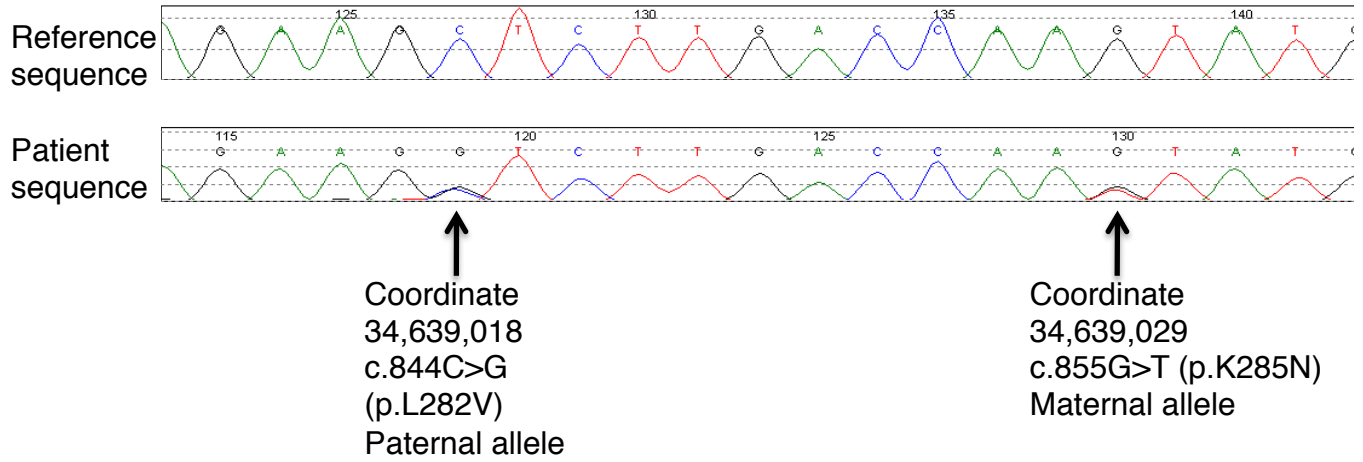 125 130 135 140
Reference sequence
G A A G C T C T T G A C C A A G T A T G
115 120 125 130
Patient sequence
G A A G G T C T T G A C C A A G T A T G
Coordinate
34,639,018
c.844C>G
(p.L282V)
Paternal allele
Coordinate
34,639,029
c.855G>T (p.K285N)
Maternal allele